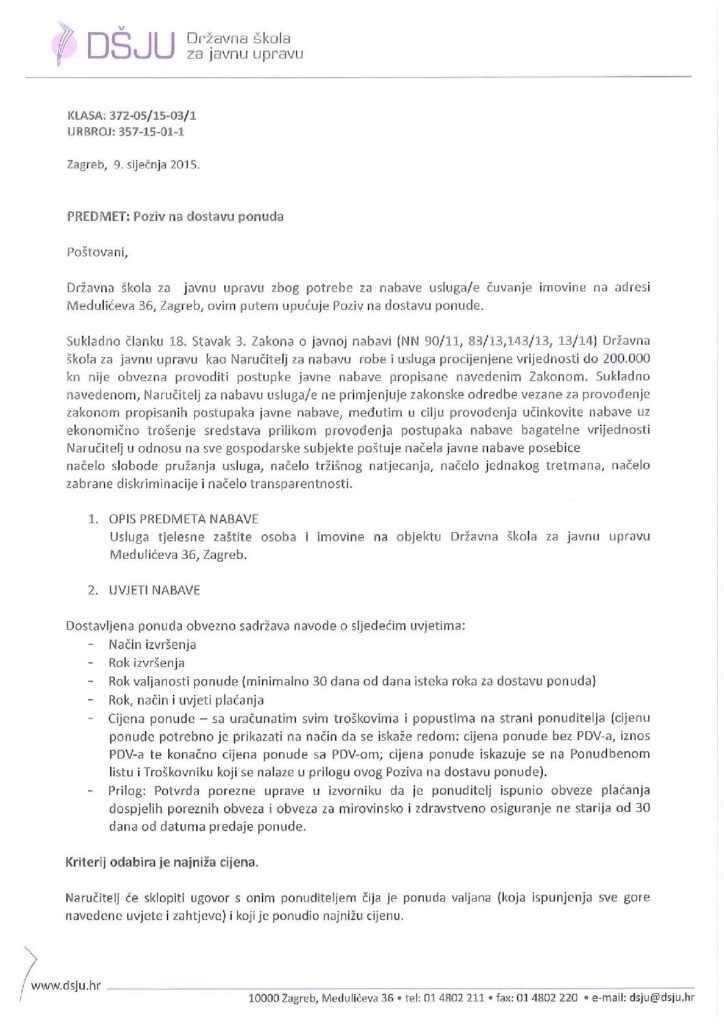 DŠJU Državna škola
za javnu upravu
KLASA: 372-05/15-03/1
URBROJ: 357-15-01-1
Zagreb, 9. siječnja 2015.
PREDMET: Poziv na dostavu ponuda
Poštovani,
Državna škola za javnu upravu zbog potrebe za nabave usluga/e čuvanje imovine na adresi
Medulićeva 36, Zagreb, ovim putem upućuje Poziv na dostavu ponude.
Sukladno članku 18. Stavak 3. Zakona o javnoj nabavi (NN 90/11, 83/13,143/13, 13/14) Državna
škola za javnu upravu kao Naručitelj za nabavu robe i usluga procijenjene vrijednosti do 200.000
kn nije obvezna provoditi postupke javne nabave propisane navedenim Zakonom. Sukladno
navedenom, Naručitelj za nabavu usluga/e ne primjenjuje zakonske odredbe vezane za provođenje
zakonom propisanih postupaka javne nabave, međutim u cilju provođenja učinkovite nabave uz
ekonomično trošenje sredstava prilikom provođenja postupaka nabave bagatelne vrijednosti
Naručitelj u odnosu na sve gospodarske subjekte poštuje načela javne nabave posebice
načelo slobode pružanja usluga, načelo tržišnog natjecanja, načelo jednakog tretmana, načelo
zabrane diskriminacije i načelo transparentnosti.
1. OPIS PREDMETA NABAVE
Usluga tjelesne zaštite osoba i imovine na objektu Državna škola za javnu upravu
Medulićeva 36, Zagreb.
2. UVJETI NABAVE
Dostavljena ponuda obvezno sadržava navode o sljedećim uvjetima:
- Način izvršenja
- Rok izvršenja
- Rok valjanosti ponude (minimalno 30 dana od dana isteka roka za dostavu ponuda)
- Rok, način i uvjeti plaćanja
- Cijena ponude – sa uračunatim svim troškovima i popustima na strani ponuditelja (cijenu
ponude potrebno je prikazati na način da se iskaže redom: cijena ponude bez PDV-a, iznos
PDV-a te konačno cijena ponude sa PDV-om; cijena ponude iskazuje se na Ponudbenom
listu i Troškovniku koji se nalaze u prilogu ovog Poziva na dostavu ponude).
- Prilog: Potvrda porezne uprave u izvorniku da je ponuditelj ispunio obveze plaćanja
dospjelih poreznih obveza i obveza za mirovinsko i zdravstveno osiguranje ne starija od 30
dana od datuma predaje ponude.
Kriterij odabira je najniža cijena.
Naručitelj će sklopiti ugovor s onim ponuditeljem čija je ponuda valjana (koja ispunjenja sve gore
navedene uvjete i zahtjeve) i koji je ponudio najnižu cijenu.
www.dsju.hr
10000 Zagreb, Medulićeva 36 • tel: 01 4802 211 • fax: 01 4802 220 • e-mail: dsju@dsju.hr